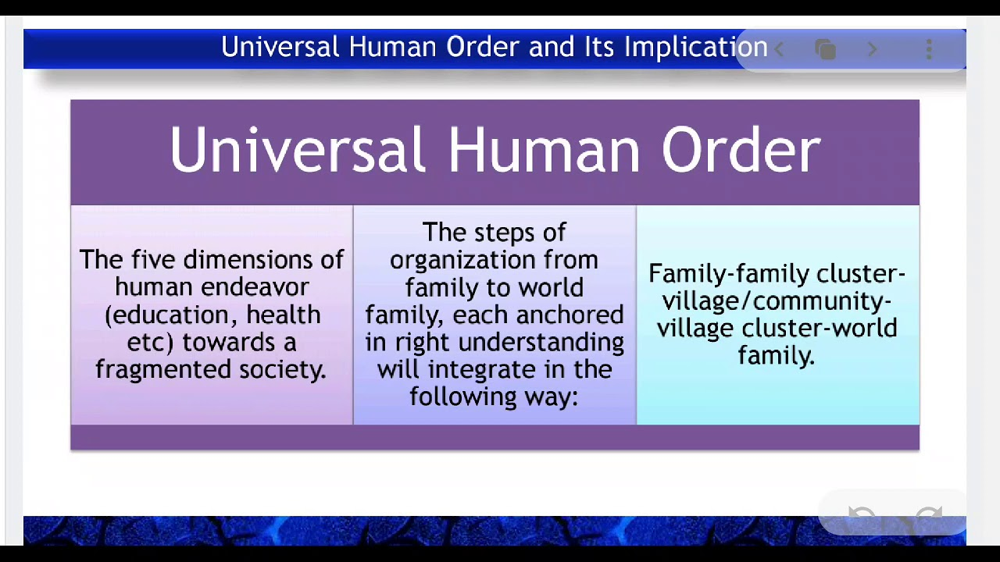 Universal Human Order and Its Implication
Universal Human Order
The five dimensions of
human endeavor
(education, health
etc) towards a
fragmented society.
The steps of
organization from
family to world
family, each anchored
in right understanding
will integrate in the
following way:
Family-family cluster-
village/community-
village cluster-world
family.